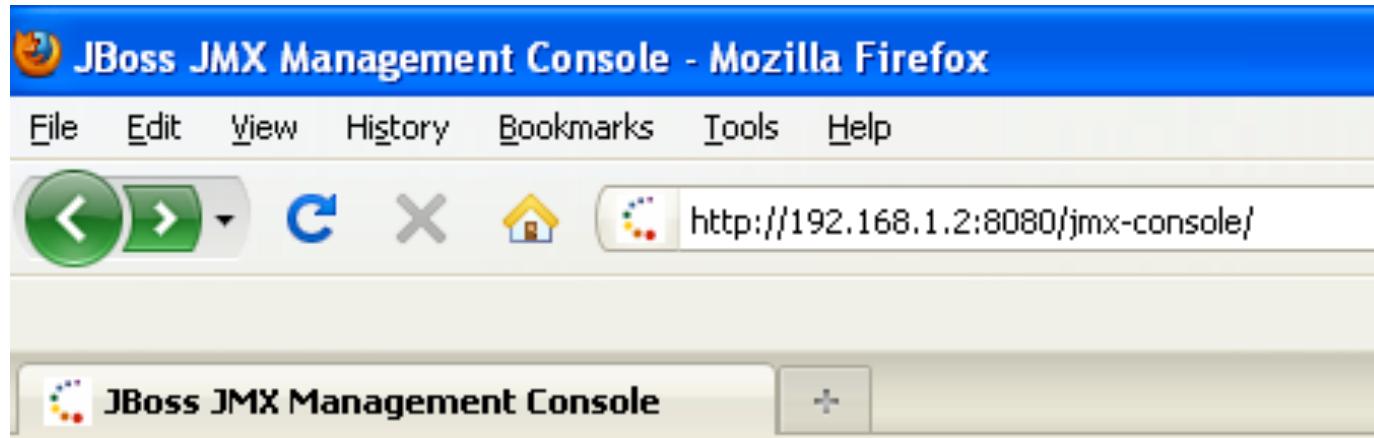 JBoss JMX Management Console - Mozilla Firefox
File Edit View History Bookmarks Tools Help
http://192.168.1.2:8080/jmx-console/
JBoss JMX Management Console